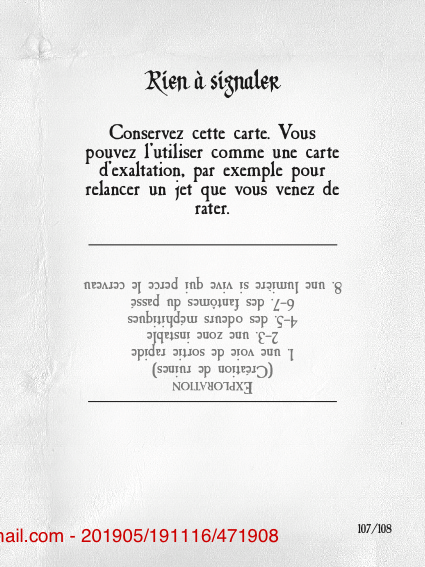 Rien à signaler
Conservez cette carte. Vous
pouvez l'utiliser comme une carte
d'exaltation, par exemple pour
relancer un jet que vous venez de
rater.
Exploration
(Création de ruines)
1. une voie de sortie rapide
2-3. une zone instable
4-5. des odeurs méphitiques
6-7. des fantômes du passé
8. une lumière si vive qui perce le cerveau
nail.com - 201905/191116/471908
107/108